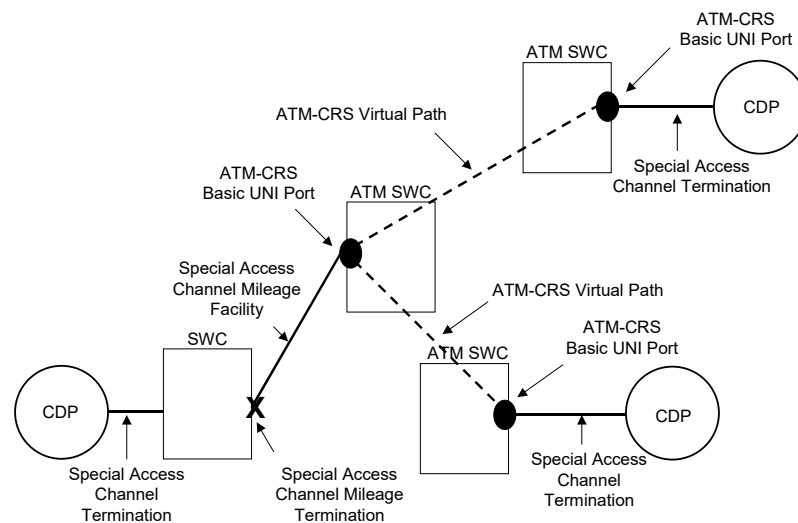 ATM-CRS
Basic UNI Port
ATM SWC
CDP
ATM-CRS Virtual Path
Special Access
Channel Termination
ATM-CRS
Basic UNI Port
ATM SWC
Special Access
Channel Mileage
Facility
ATM-CRS Virtual Path
SWC
ATM-CRS
Basic UNI Port
ATM SWC
CDP
X
CDP
Special Access
Channel
Termination
Special Access
Channel Mileage
Termination
Special Access
Channel
Termination